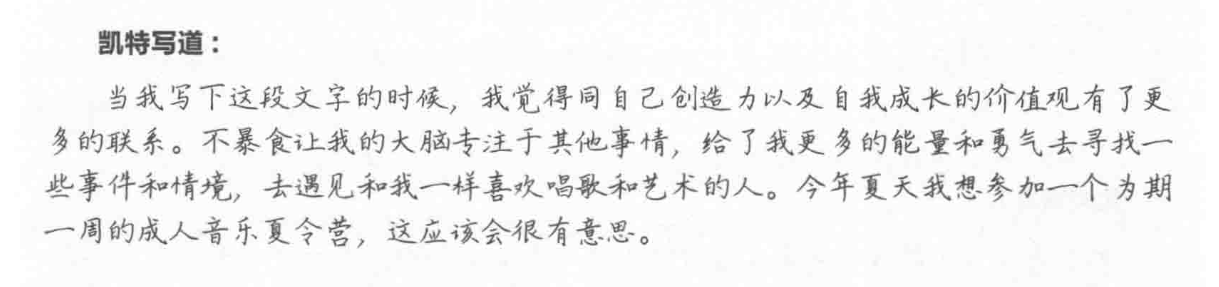 凯特写道：
当我写下这段文字的时候，我觉得同自己创造力以及自我成长的价值观有了更
多的联系。不暴食让我的大脑专注于其他事情，给了我更多的能量和勇气去寻找一
些事件和情境，去遇见和我一样喜欢唱歌和艺术的人。今年夏天我想参加一个为期
一周的成人音乐夏令营，这应该会很有意思。